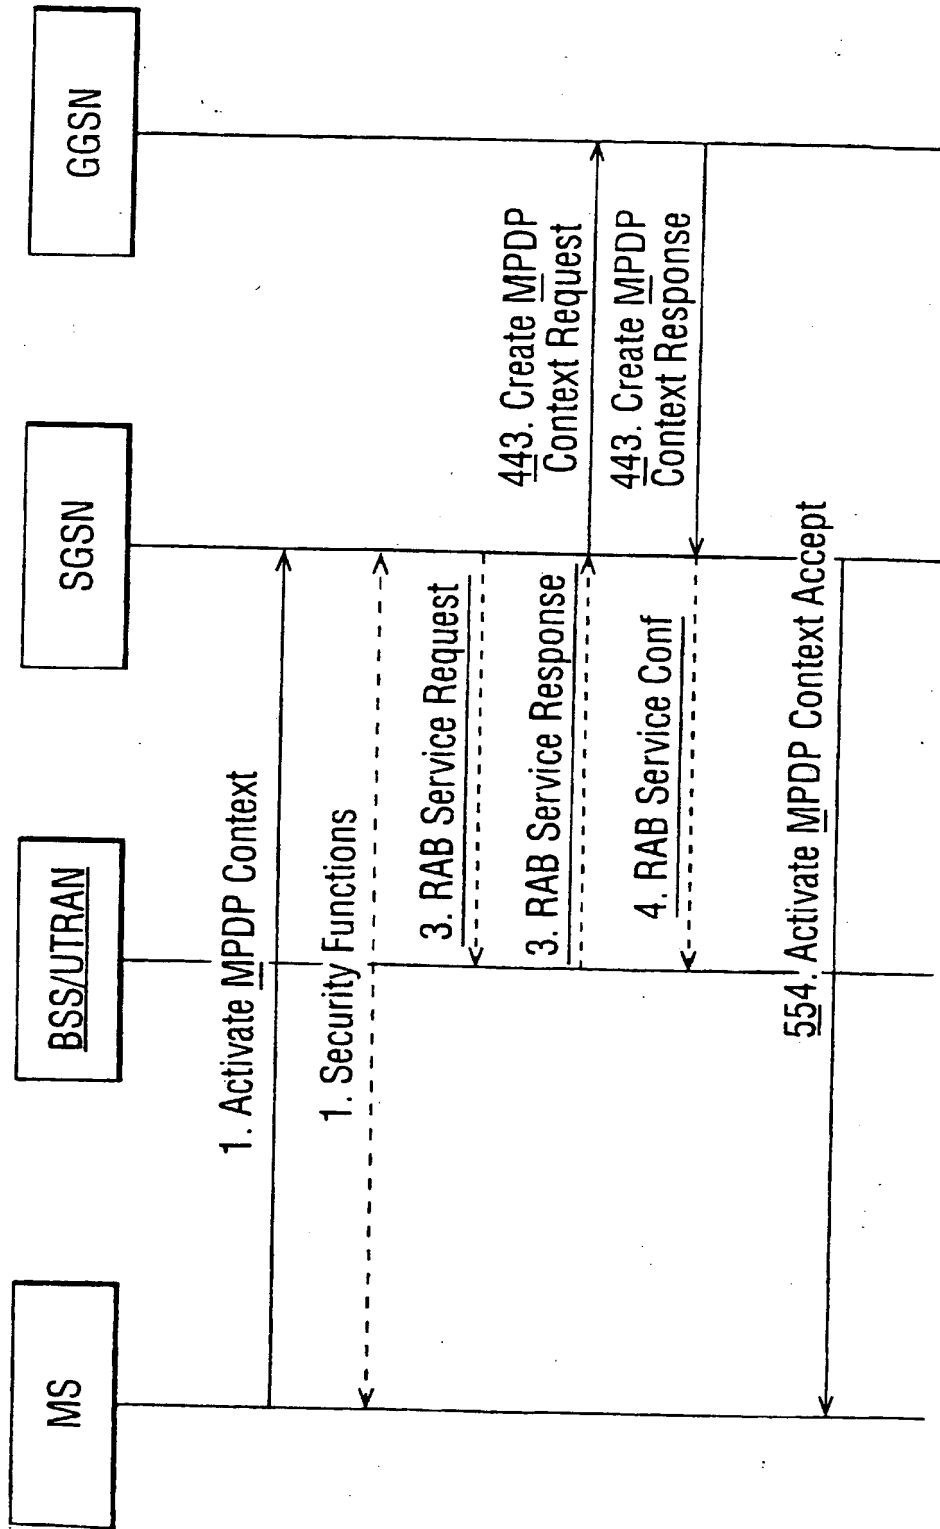 MS
BSS/UTRAN
SGSN
GGSN
1. Activate MPDP Context
1. Security Functions
3. RAB Service Request
3. RAB Service Response
443. Create MPDP
Context Request
443. Create MPDP
Context Response
4. RAB Service Conf
554. Activate MPDP Context Accept